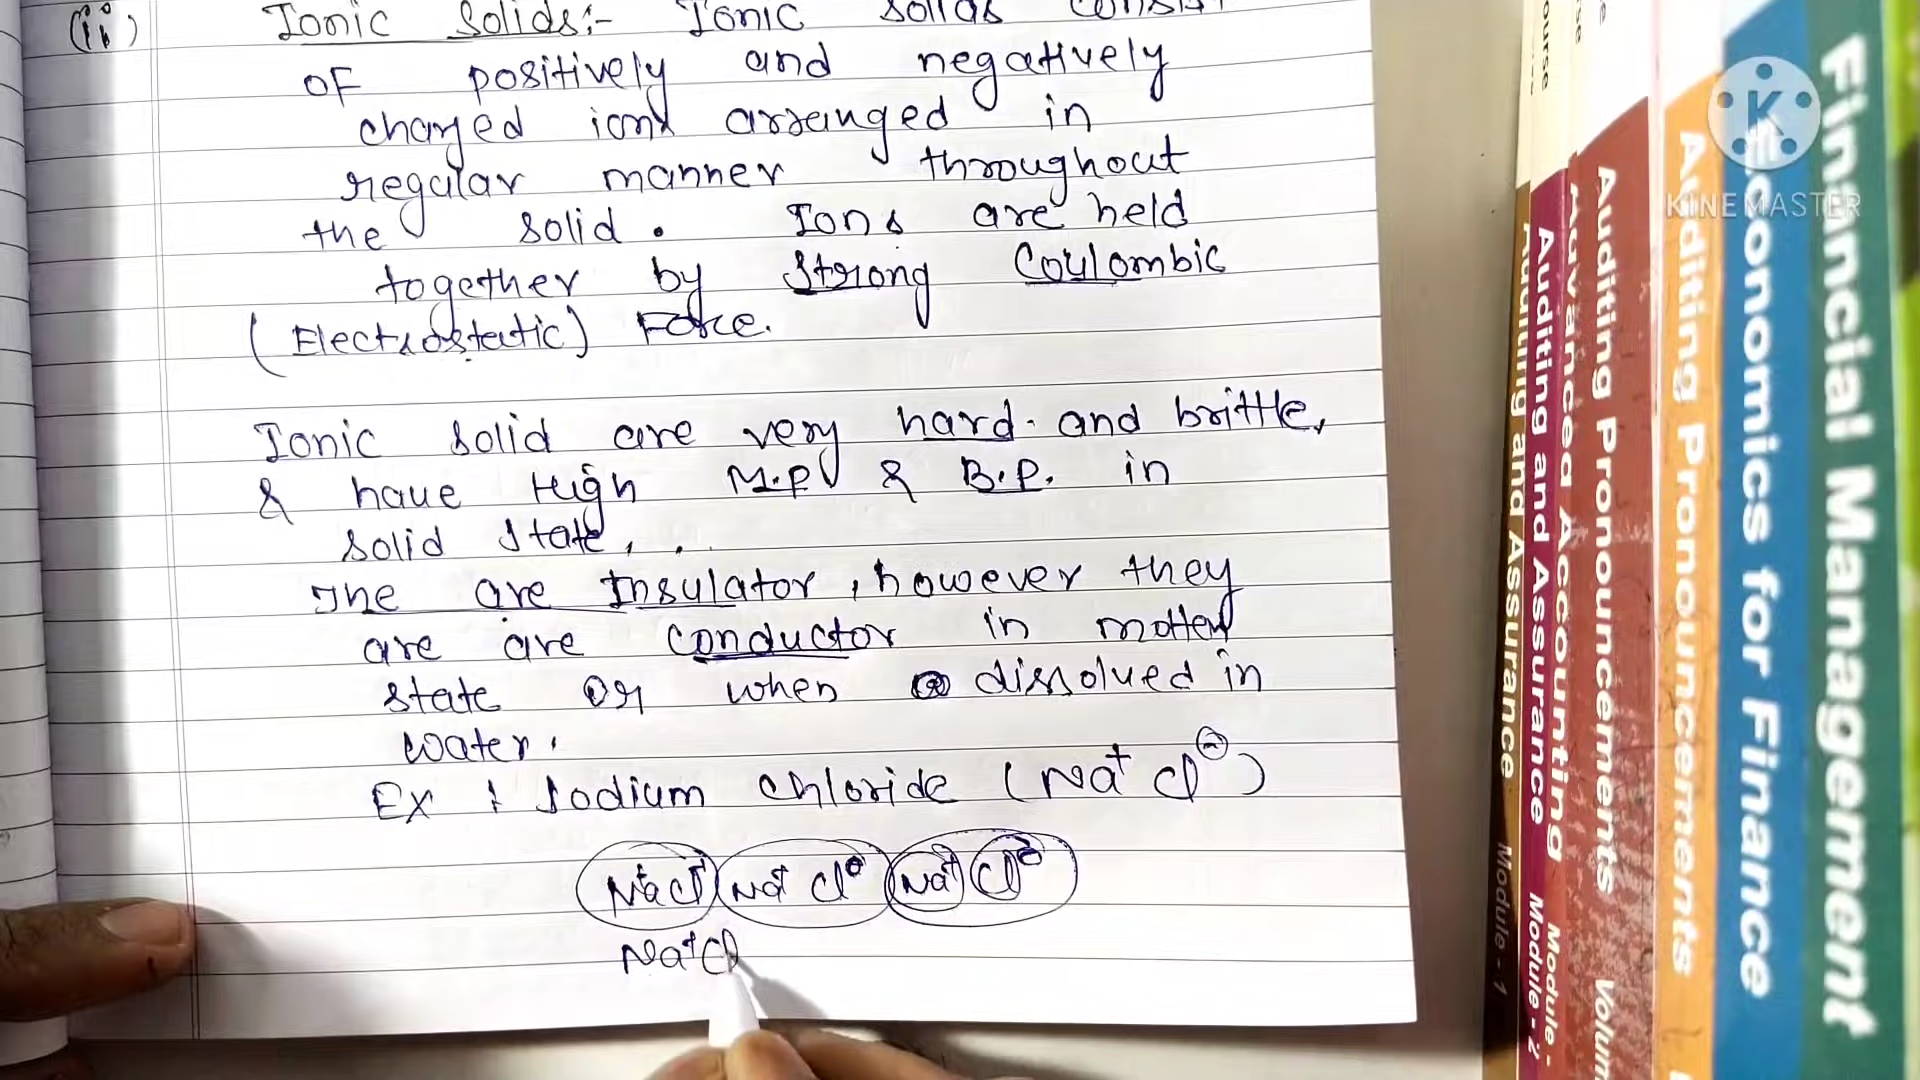 (ii) Ionic Solids:- Ionic Solids consist
of positively and negatively
charged ions arranged in
regular manner throughout
the solid. Ions are held
together by Strong Coulombic
(Electrostatic) Force.
Ionic solid are very hard and brittle,
& have High M.P & B.P. in
solid state,.
The are Insulator, however they
are are conductor in molten
state or when dissolved in
water.
Ex : Sodium chloride (Na+ Cl-)
Na+Cl- Na+ Cl- Na+ Cl-
Na+Cl
KINEMASTER
K
ourse
Auditing and Assurance Module - 1
Auditing and Assurance Module - 2
Advanced Accounting Module -
Auditing Pronouncements Volum
Auditing Pronouncements
Economics for Finance
Financial Management